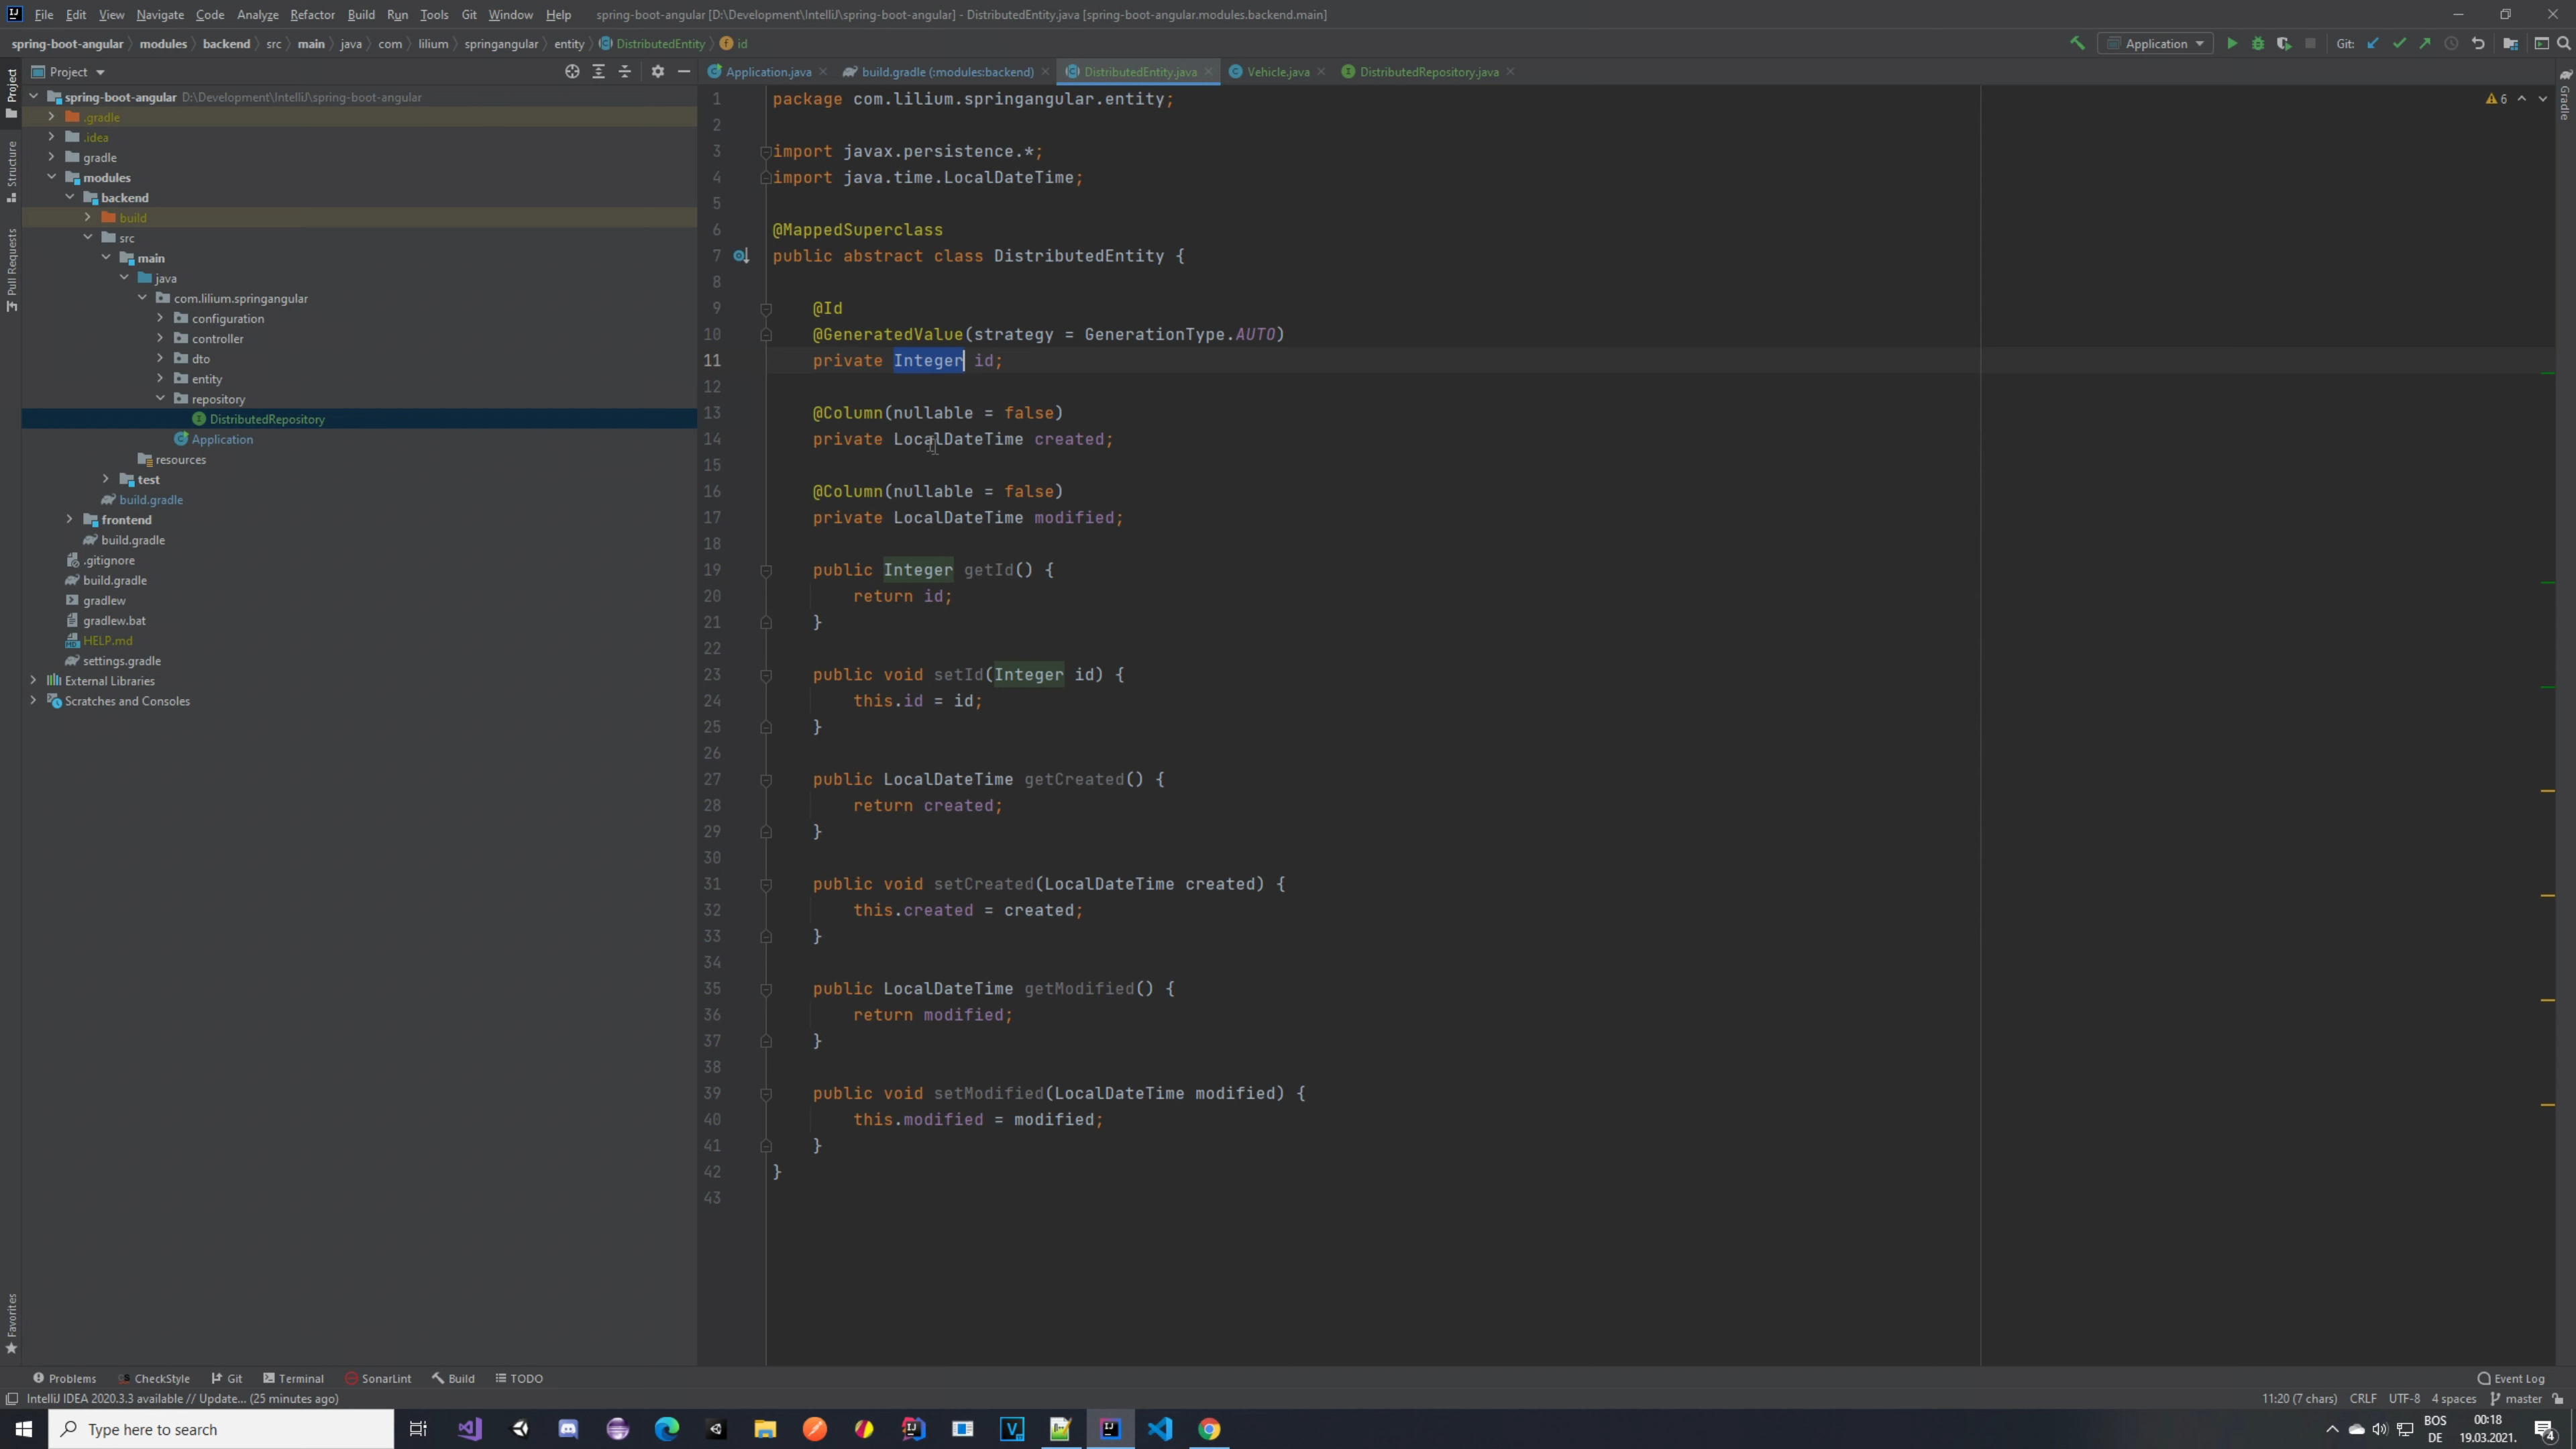 File Edit View Navigate Code Analyze Refactor Build Run Tools Git Window Help spring-boot-angular [D:\Development\IntelliJ\spring-boot-angular] - DistributedEntity.java [spring-boot-angular.modules.backend.main]
spring-boot-angular modules backend src main java com lilium springangular entity DistributedEntity id Application Git:
Project
Application.java build.gradle (:modules:backend) DistributedEntity.java Vehicle.java DistributedRepository.java
Project
Structure
Pull Requests
Favorites
Gradle
spring-boot-angular D:\Development\IntelliJ\spring-boot-angular
.gradle
.idea
gradle
modules
backend
build
src
main
java
com.lilium.springangular
configuration
controller
dto
entity
repository
DistributedRepository
Application
resources
test
build.gradle
frontend
build.gradle
.gitignore
build.gradle
gradlew
gradlew.bat
HELP.md
settings.gradle
External Libraries
Scratches and Consoles
6
1 package com.lilium.springangular.entity;
2
3 import javax.persistence.*;
4 import java.time.LocalDateTime;
5
6 @MappedSuperclass
7 public abstract class DistributedEntity {
8
9 @Id
10 @GeneratedValue(strategy = GenerationType.AUTO)
11 private Integer id;
12
13 @Column(nullable = false)
14 private LocalDateTime created;
15
16 @Column(nullable = false)
17 private LocalDateTime modified;
18
19 public Integer getId() {
20 return id;
21 }
22
23 public void setId(Integer id) {
24 this.id = id;
25 }
26
27 public LocalDateTime getCreated() {
28 return created;
29 }
30
31 public void setCreated(LocalDateTime created) {
32 this.created = created;
33 }
34
35 public LocalDateTime getModified() {
36 return modified;
37 }
38
39 public void setModified(LocalDateTime modified) {
40 this.modified = modified;
41 }
42 }
43
Problems CheckStyle Git Terminal SonarLint Build TODO Event Log
IntelliJ IDEA 2020.3.3 available // Update... (25 minutes ago) 11:20 (7 chars) CRLF UTF-8 4 spaces master
Type here to search
BOS
DE
00:18
19.03.2021.
4